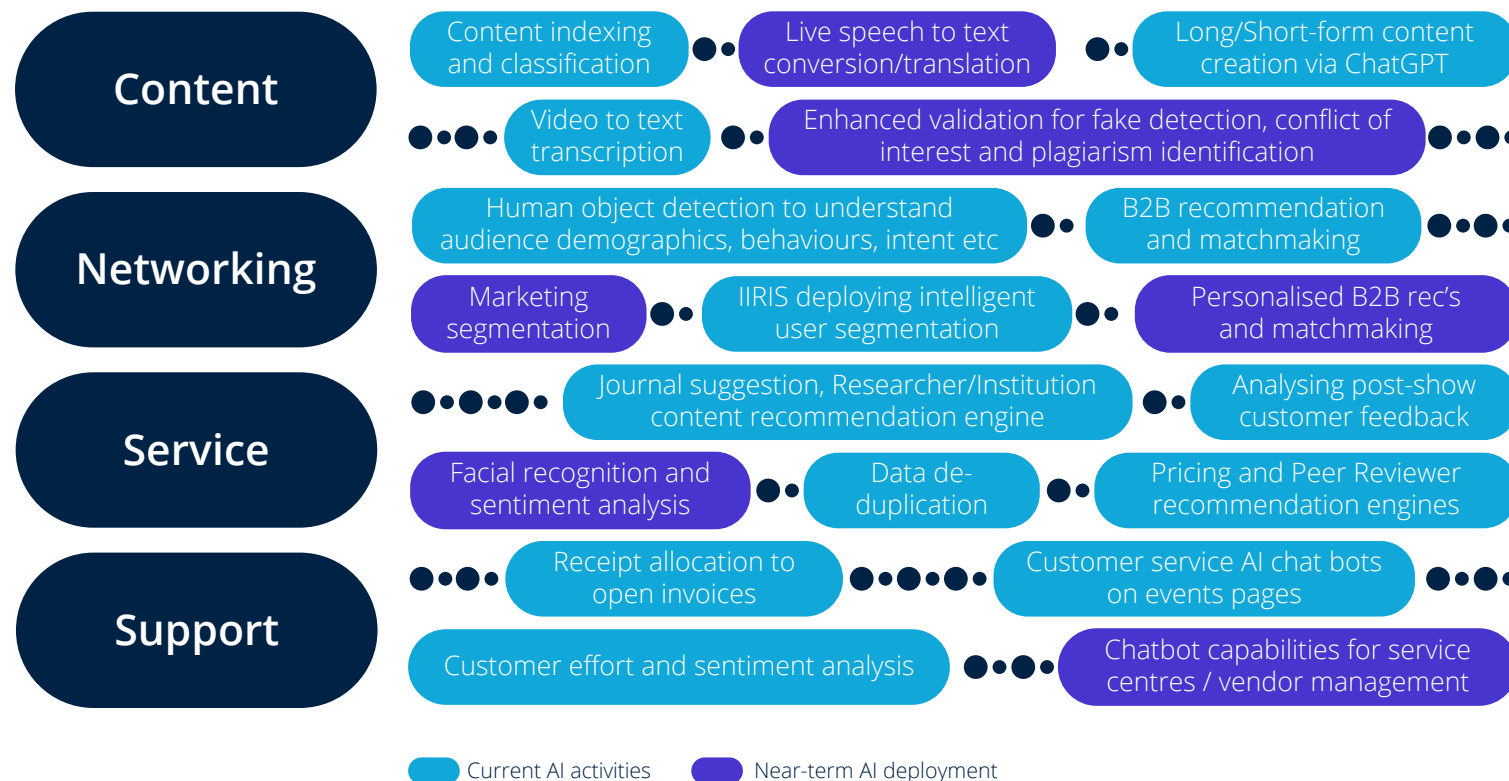 Content
Content indexing
and classification
Live speech to text
conversion/translation
Long/Short-form content
creation via ChatGPT
Video to text
transcription
Enhanced validation for fake detection, conflict of
interest and plagiarism identification
Networking
Human object detection to understand
audience demographics, behaviours, intent etc
B2B recommendation
and matchmaking
Marketing
segmentation
IIRIS deploying intelligent
user segmentation
Personalised B2B rec’s
and matchmaking
Service
Journal suggestion, Researcher/Institution
content recommendation engine
Analysing post-show
customer feedback
Facial recognition and
sentiment analysis
Data de-
duplication
Pricing and Peer Reviewer
recommendation engines
Support
Receipt allocation to
open invoices
Customer service AI chat bots
on events pages
Customer effort and sentiment analysis
Chatbot capabilities for service
centres / vendor management
Current AI activities
Near-term AI deployment